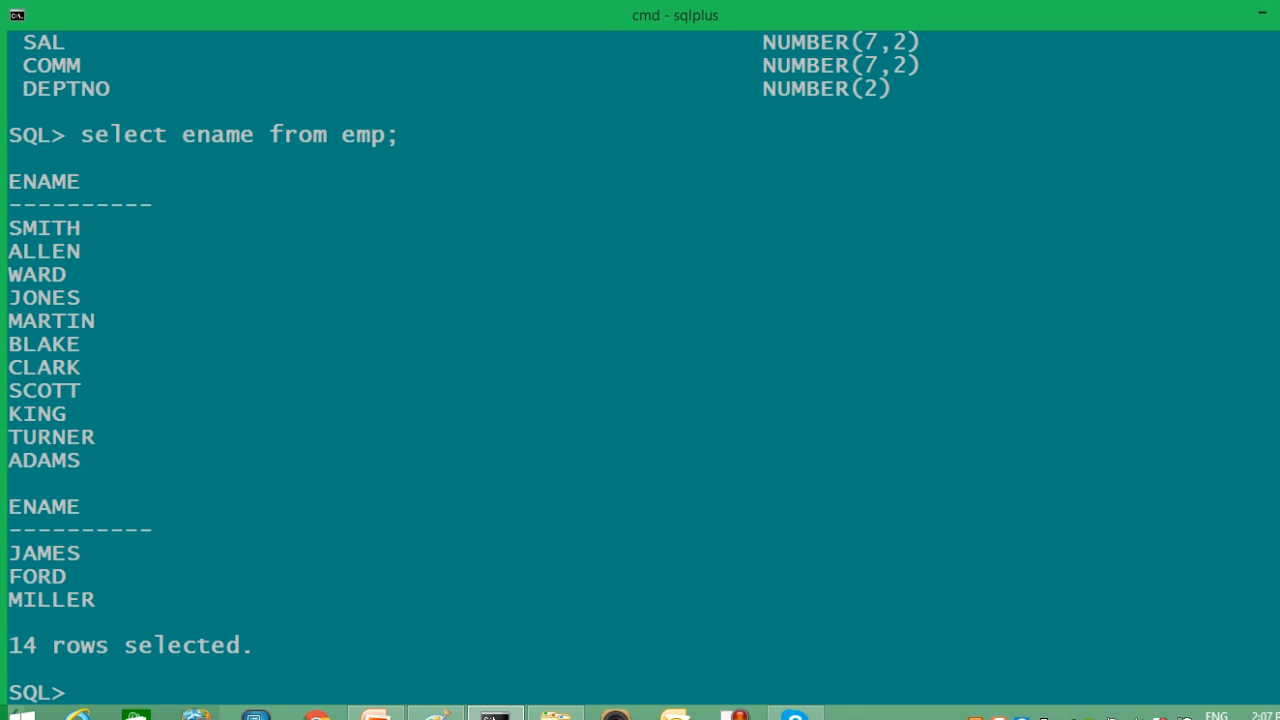 cmd - sqlplus
SAL NUMBER(7,2)
COMM NUMBER(7,2)
DEPTNO NUMBER(2)
SQL> select ename from emp;
ENAME
----------
SMITH
ALLEN
WARD
JONES
MARTIN
BLAKE
CLARK
SCOTT
KING
TURNER
ADAMS
ENAME
----------
JAMES
FORD
MILLER
14 rows selected.
SQL>
ENG 2:07 P